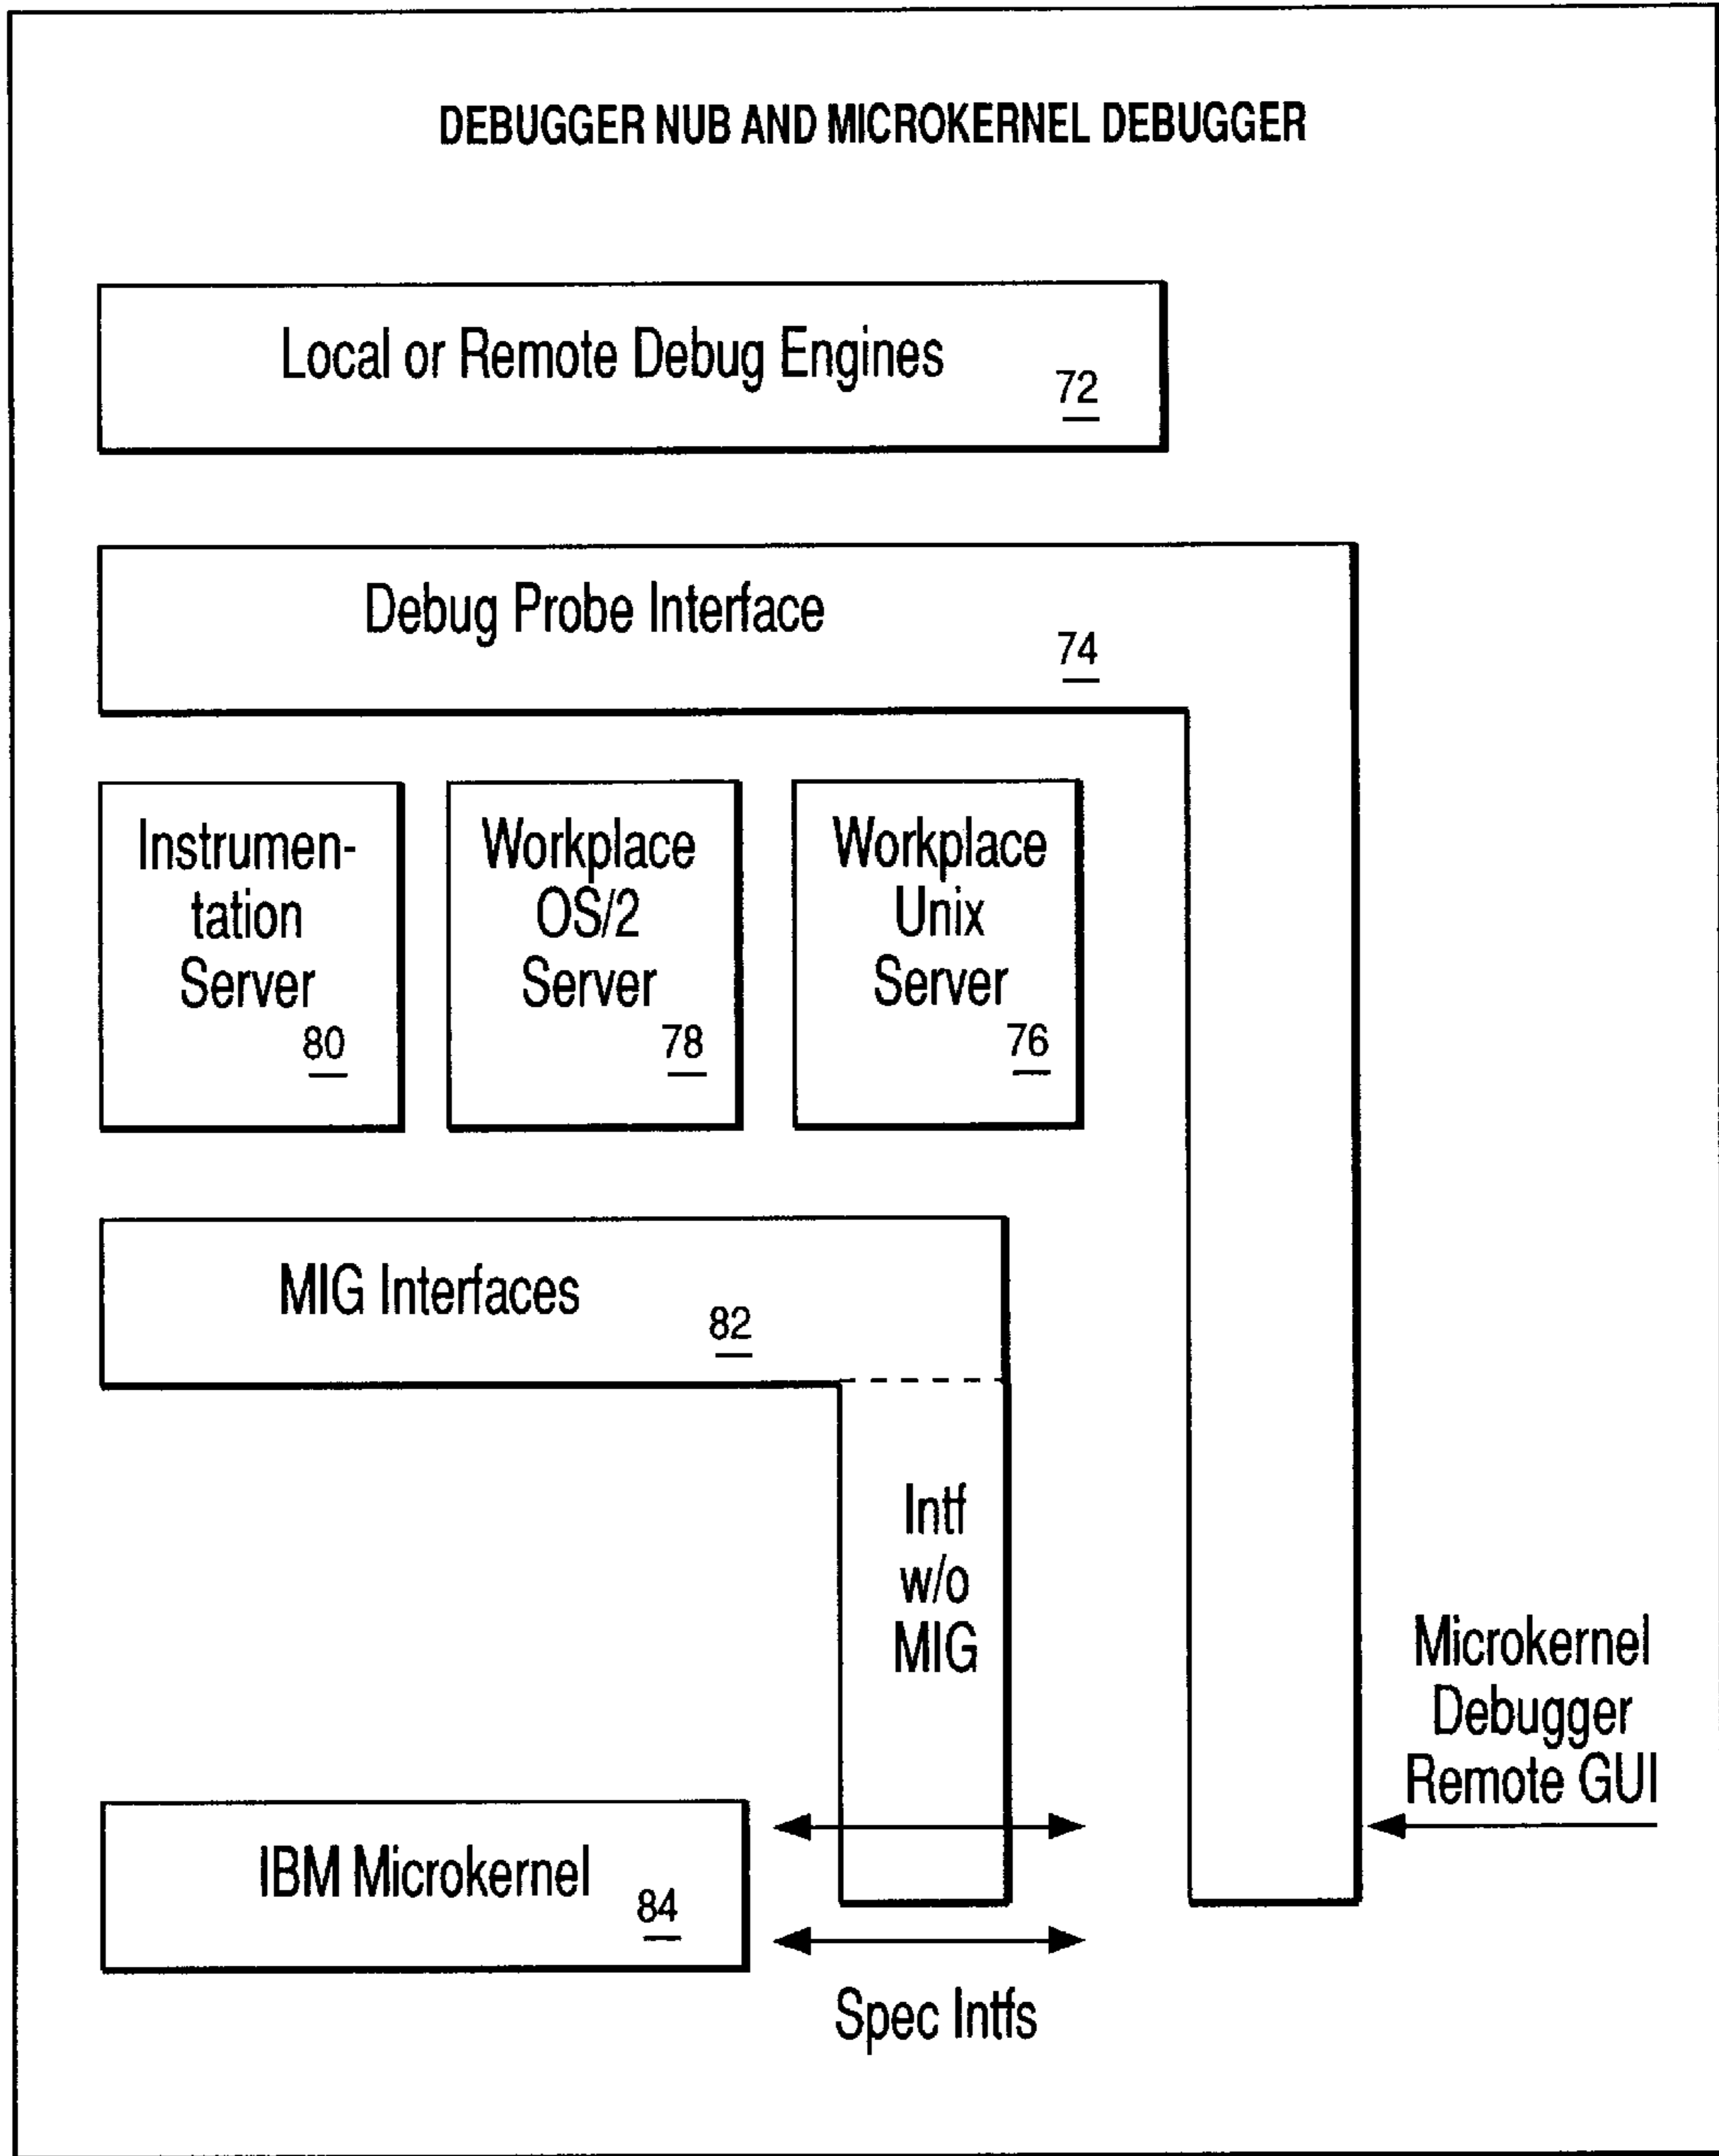 DEBUGGER NUB AND MICROKERNEL DEBUGGER
Local or Remote Debug Engines
72
Debug Probe Interface
74
Instrumen-
tation
Server
80
Workplace
OS/2
Server
78
Workplace
Unix
Server
76
MIG Interfaces
82
Intf
w/o
MIG
Microkernel
Debugger
Remote GUI
IBM Microkernel
84
Spec Intfs